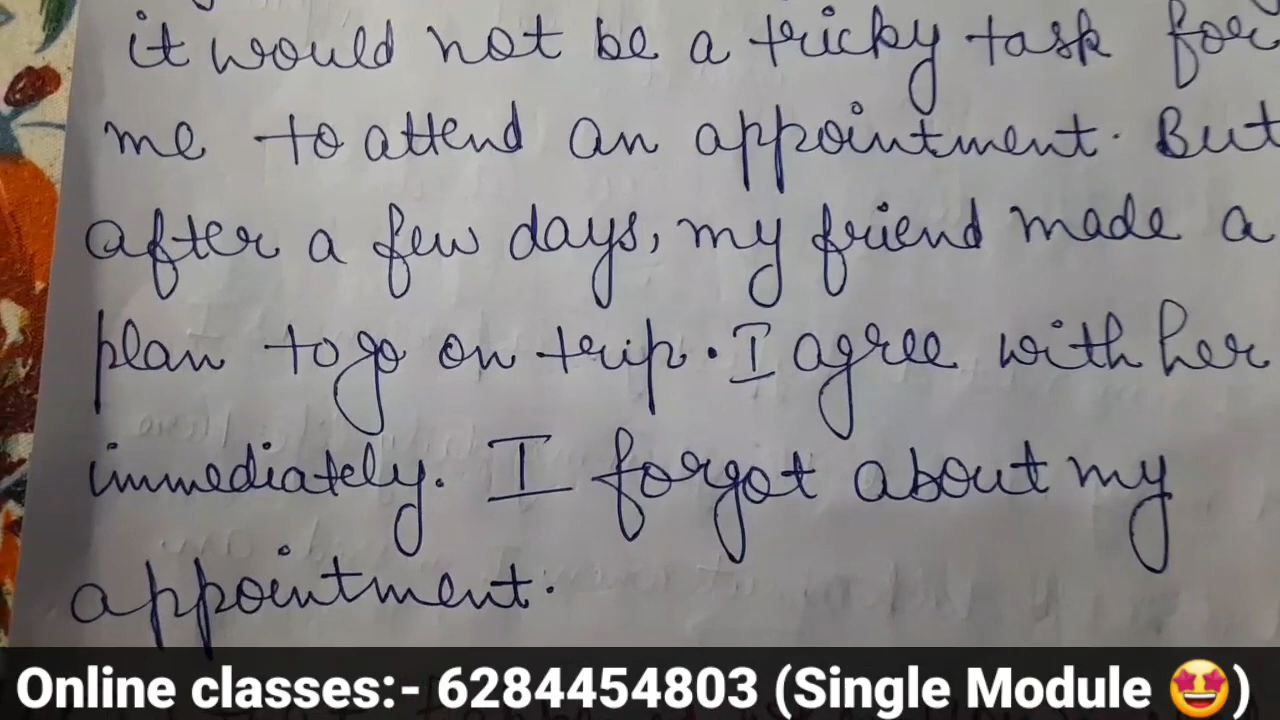 it would not be a tricky task for
me to attend an appointment. But
after a few days, my friend made a
plan to go on trip. I agree with her
immediately. I forgot about my
appointment.
Online classes:- 6284454803 (Single Module 🤩)